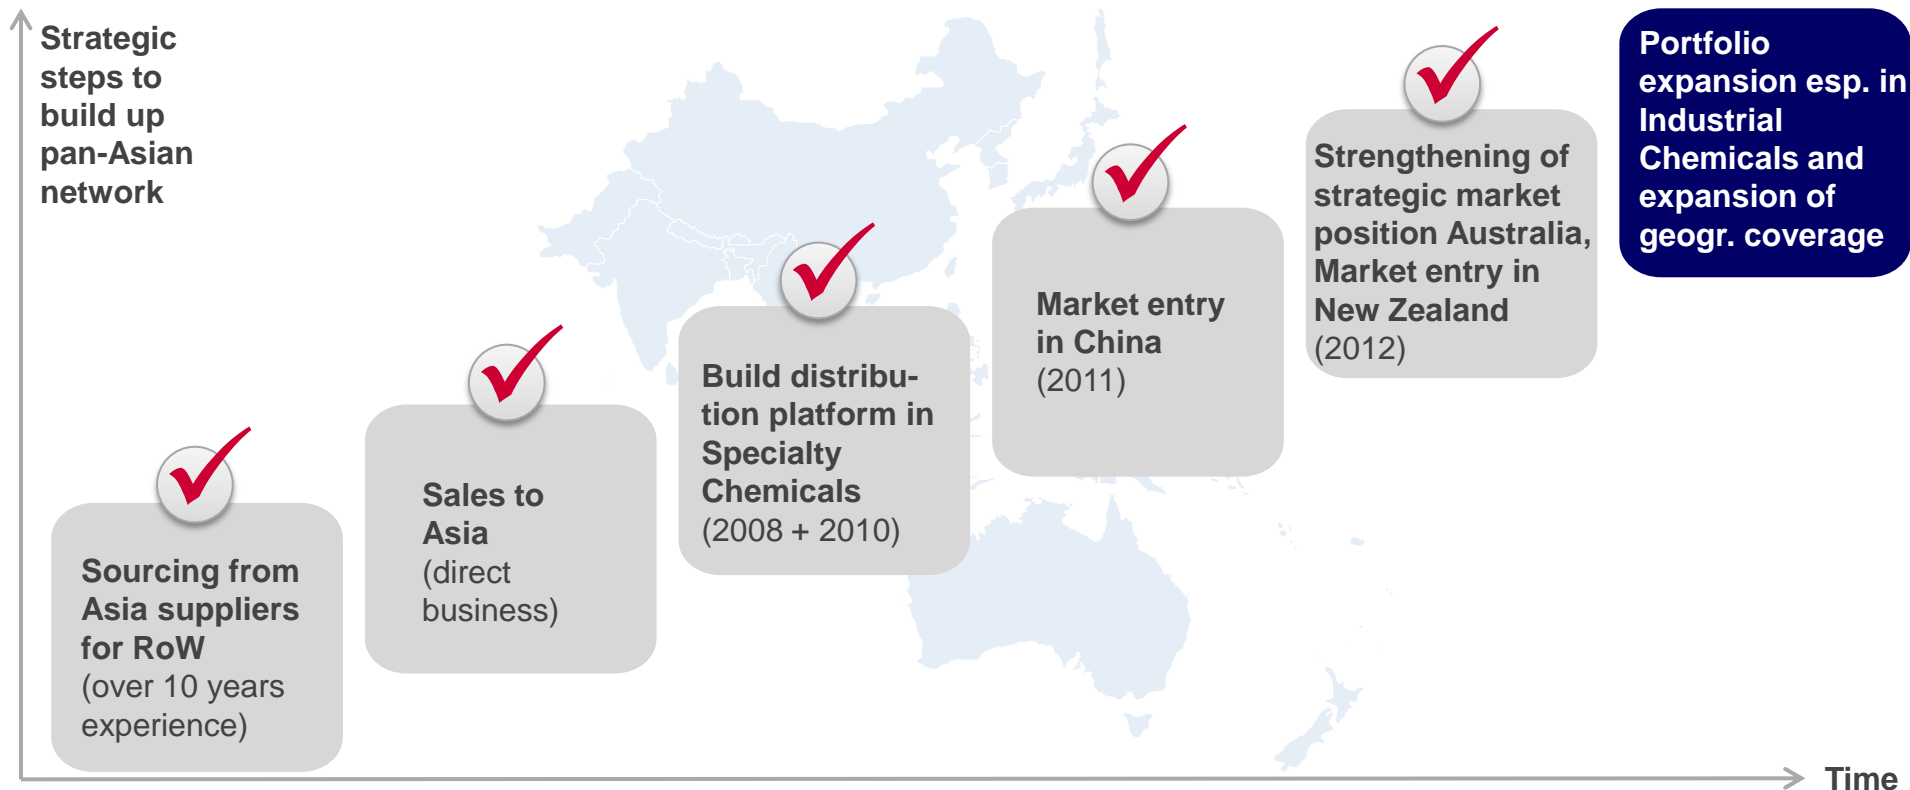 Strategic
steps to
build up
pan-Asian
network
Sourcing from
Asia suppliers
for RoW
(over 10 years
experience)
Sales to
Asia
(direct
business)
Build distribu-
tion platform in
Specialty
Chemicals
(2008 + 2010)
Market entry
in China
(2011)
Strengthening of
strategic market
position Australia,
Market entry in
New Zealand
(2012)
Portfolio
expansion esp. in
Industrial
Chemicals and
expansion of
geogr. coverage
Time